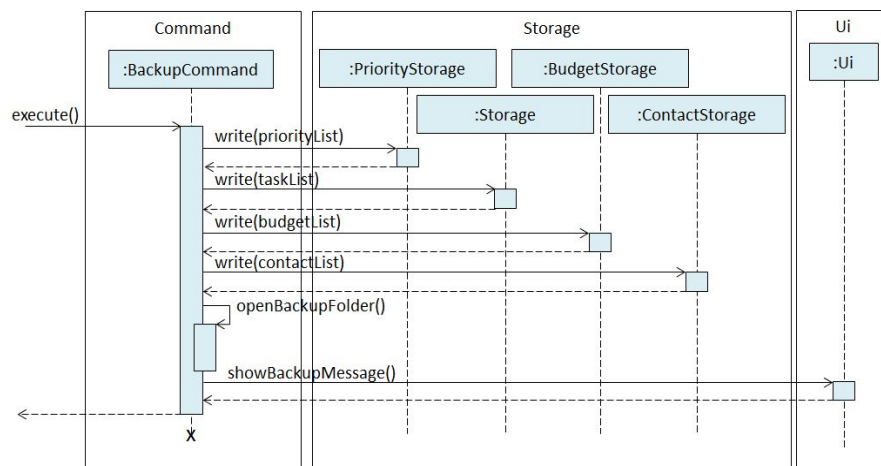 Command
Storage
Ui
:BackupCommand
:PriorityStorage
:BudgetStorage
:Ui
:Storage
:ContactStorage
execute()
write(priorityList)
write(taskList)
write(budgetList)
write(contactList)
openBackupFolder()
showBackupMessage()
X